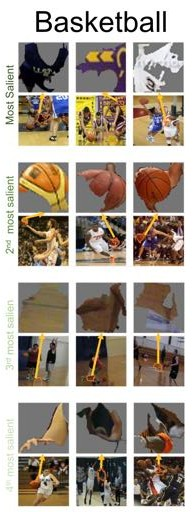 Basketball
Most Salient
2nd most salient
3rd most salien
4th most salient